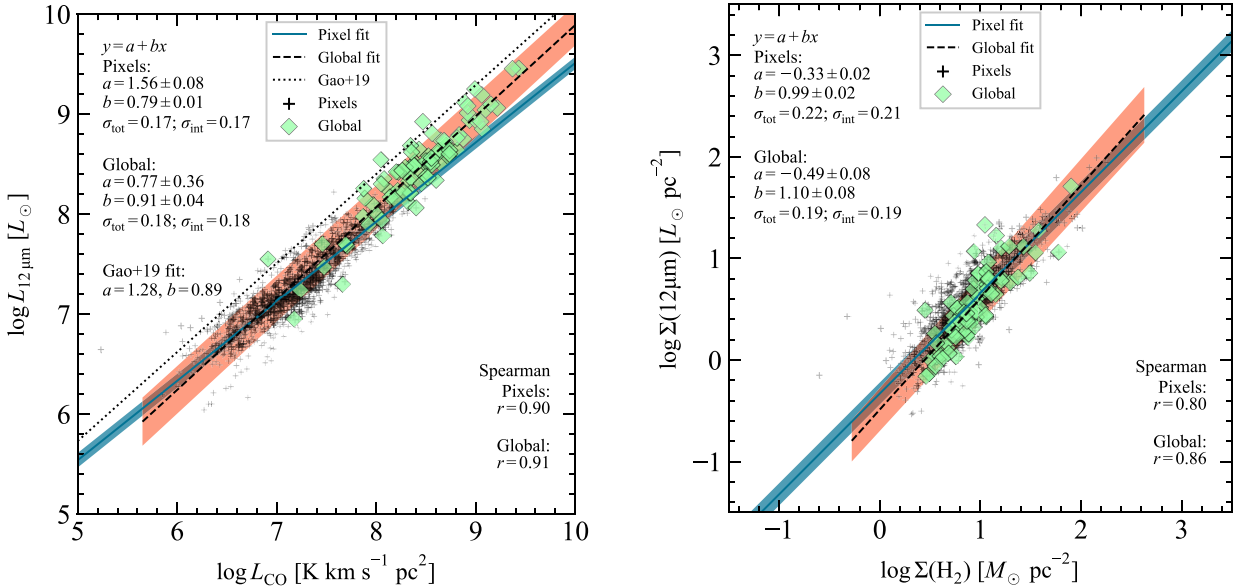 10
9
8
7
6
5
5
6
7
8
9
10
log L_CO [K km s⁻¹ pc²]
log L_12 μm [L_⊙]
y = a + bx
Pixels:
a = 1.56 ± 0.08
b = 0.79 ± 0.01
σ_tot = 0.17; σ_int = 0.17
Global:
a = 0.77 ± 0.36
b = 0.91 ± 0.04
σ_tot = 0.18; σ_int = 0.18
Gao+19 fit:
a = 1.28, b = 0.89
Pixel fit
Global fit
Gao+19
Pixels
Global
Spearman
Pixels:
r = 0.90
Global:
r = 0.91
3
2
1
0
−1
−1
0
1
2
3
log Σ(H₂) [M_⊙ pc⁻²]
log Σ(12μm) [L_⊙ pc⁻²]
y = a + bx
Pixels:
a = −0.33 ± 0.02
b = 0.99 ± 0.02
σ_tot = 0.22; σ_int = 0.21
Global:
a = −0.49 ± 0.08
b = 1.10 ± 0.08
σ_tot = 0.19; σ_int = 0.19
Pixel fit
Global fit
Pixels
Global
Spearman
Pixels:
r = 0.80
Global:
r = 0.86